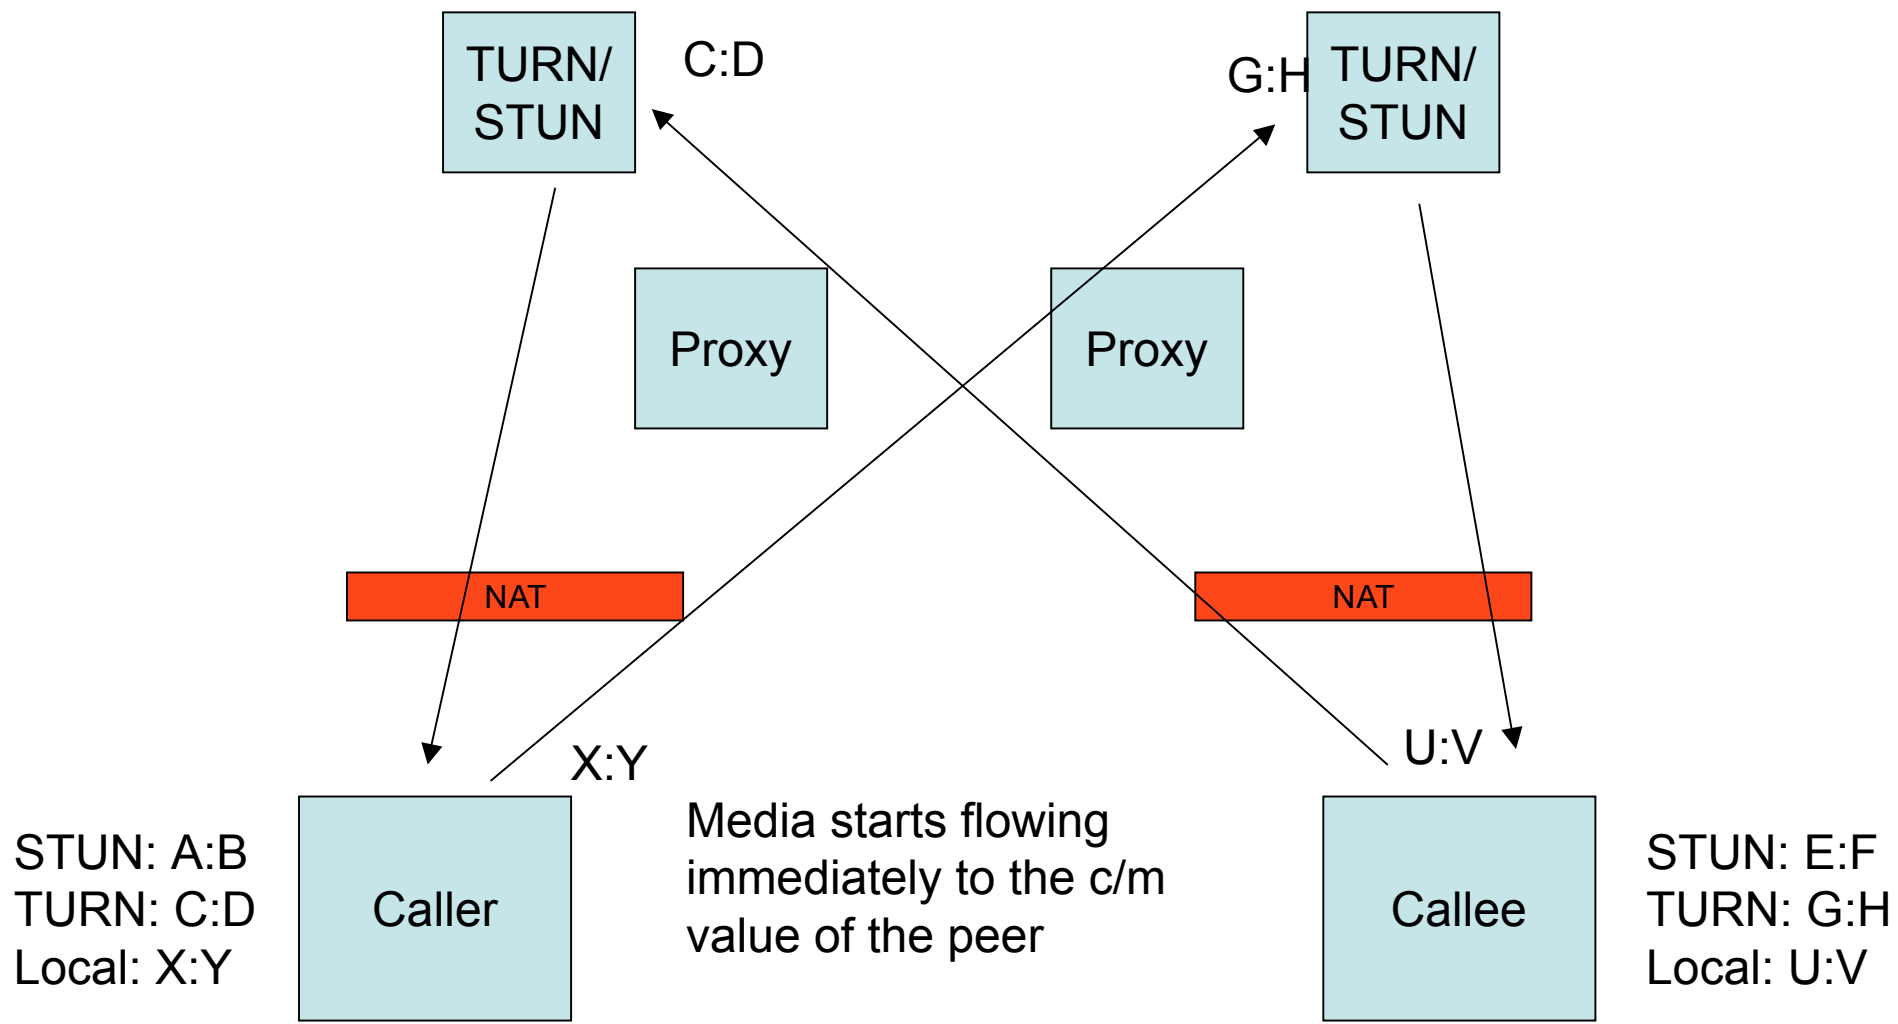 TURN/
STUN
C:D
G:H
TURN/
STUN
Proxy
Proxy
NAT
NAT
X:Y
U:V
STUN: A:B
TURN: C:D
Local: X:Y
Caller
Media starts flowing
immediately to the c/m
value of the peer
Callee
STUN: E:F
TURN: G:H
Local: U:V